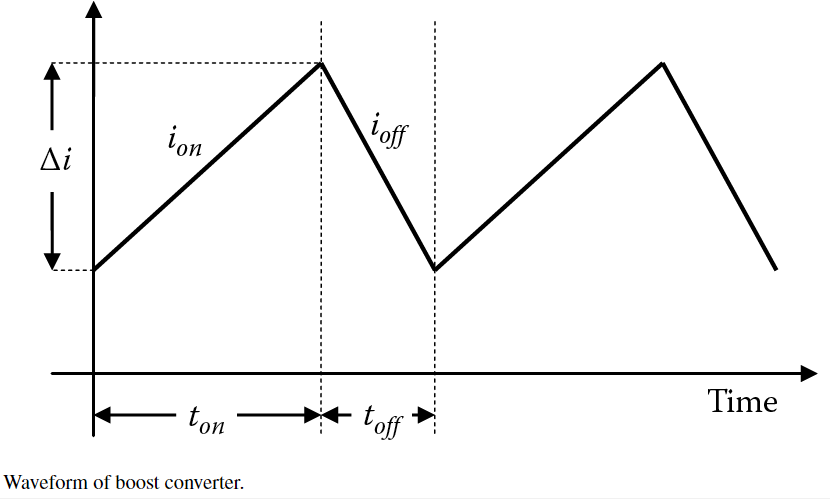 i_on
i_off
Δi
t_on
t_off
Time
Waveform of boost converter.